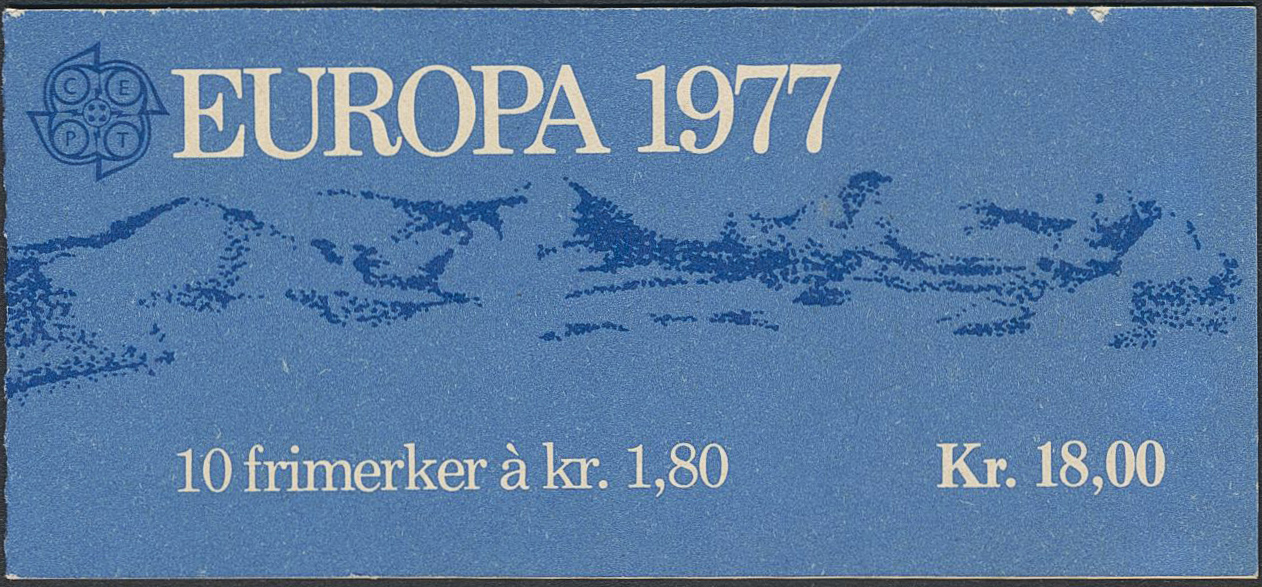 CEPT
EUROPA 1977
10 frimerker à kr. 1,80
Kr. 18,00